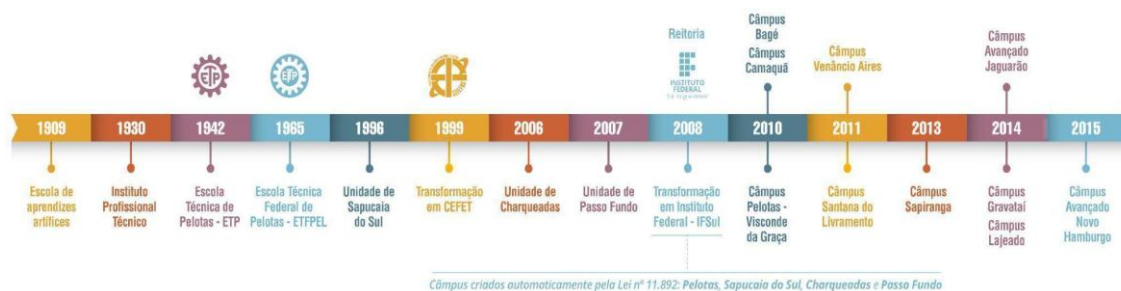 Reitoria
INSTITUTO
FEDERAL
Câmpus
Bagé
Câmpus
Camaquã
Câmpus
Venâncio Aires
Câmpus
Avançado
Jaguarão
ETP
ETP
1909
1930
1942
1965
1996
1999
2006
2007
2008
2010
2011
2013
2014
2015
Escola de
aprendizes
artífices
Instituto
Profissional
Técnico
Escola
Técnica
de Pelotas - ETP
Escola Técnica
Federal de
Pelotas - ETFPEL
Unidade de
Sapucaia
do Sul
Transformação
em CEFET
Unidade de
Charqueadas
Unidade de
Passo Fundo
Transformação
em Instituto
Federal - IFSul
Câmpus
Pelotas -
Visconde
da Graça
Câmpus
Santana do
Livramento
Câmpus
Sapiranga
Câmpus
Gravataí
Câmpus
Lajeado
Câmpus
Avançado
Novo
Hamburgo
Câmpus criados automaticamente pela Lei nº 11.892: Pelotas, Sapucaia do Sul, Charqueadas e Passo Fundo